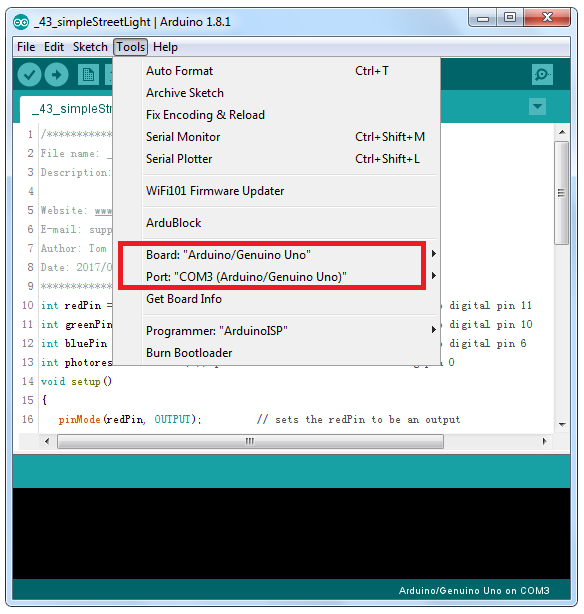 _43_simpleStreetLight | Arduino 1.8.1
File Edit Sketch Tools Help
Auto Format Ctrl+T
Archive Sketch
Fix Encoding & Reload
Serial Monitor Ctrl+Shift+M
Serial Plotter Ctrl+Shift+L
WiFi101 Firmware Updater
ArduBlock
Board: "Arduino/Genuino Uno"
Port: "COM3 (Arduino/Genuino Uno)"
Get Board Info
Programmer: "ArduinoISP"
Burn Bootloader
_43_simpleStr
1 /************
2 File name: _
3 Description:
4
5 Website: www
6 E-mail: supp
7 Author: Tom
8 Date: 2017/0
9 ************
10 int redPin = digital pin 11
11 int greenPin digital pin 10
12 int bluePin digital pin 6
13 int photores pin 0
14 void setup()
15 {
16 pinMode(redPin, OUTPUT); // sets the redPin to be an output
Arduino/Genuino Uno on COM3